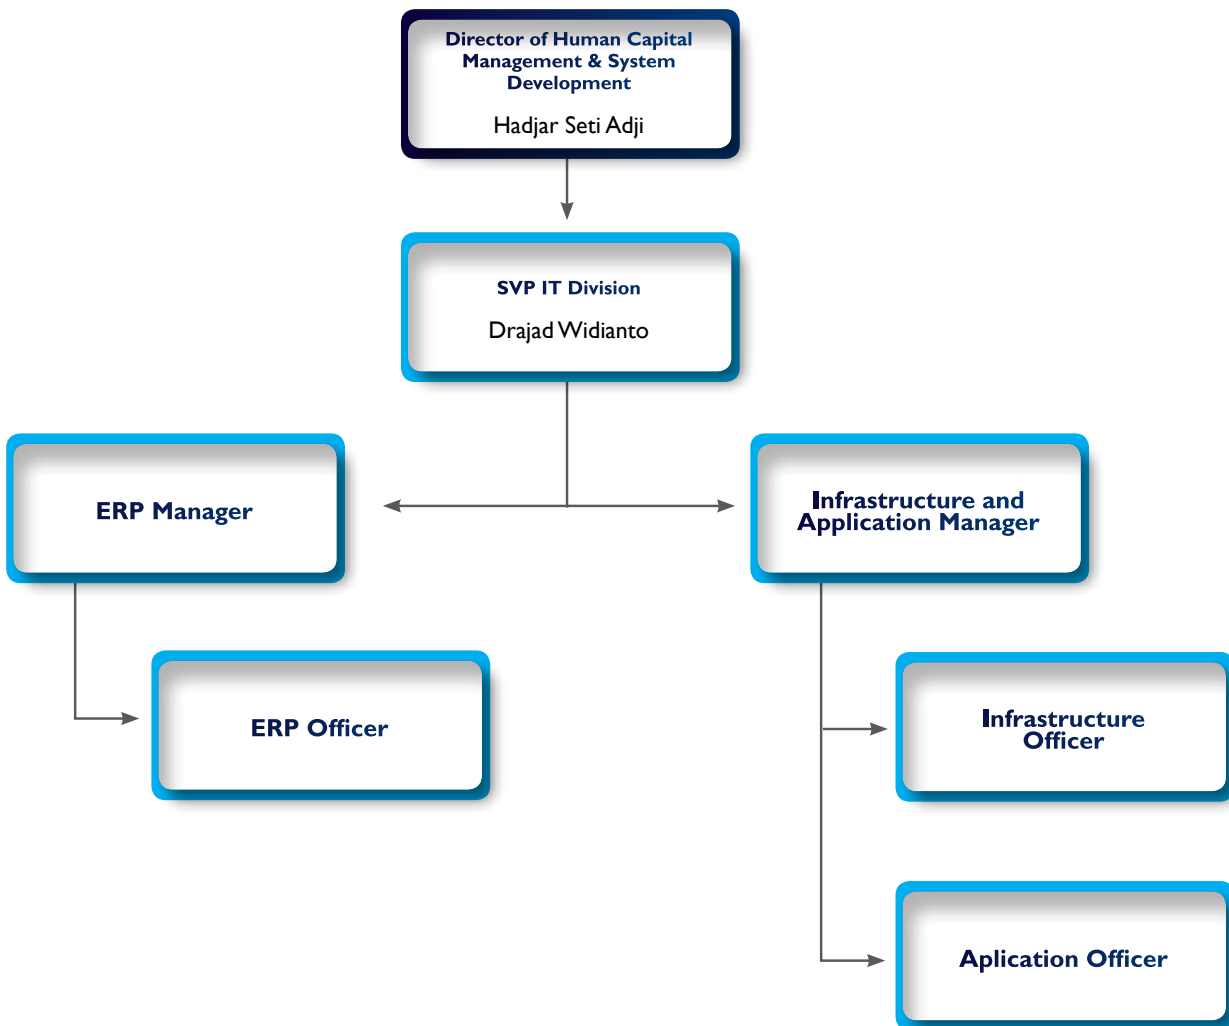 Director of Human Capital
Management & System
Development
Hadjar Seti Adji
SVP IT Division
Drajad Widianto
ERP Manager
Infrastructure and
Application Manager
ERP Officer
Infrastructure
Officer
Aplication Officer